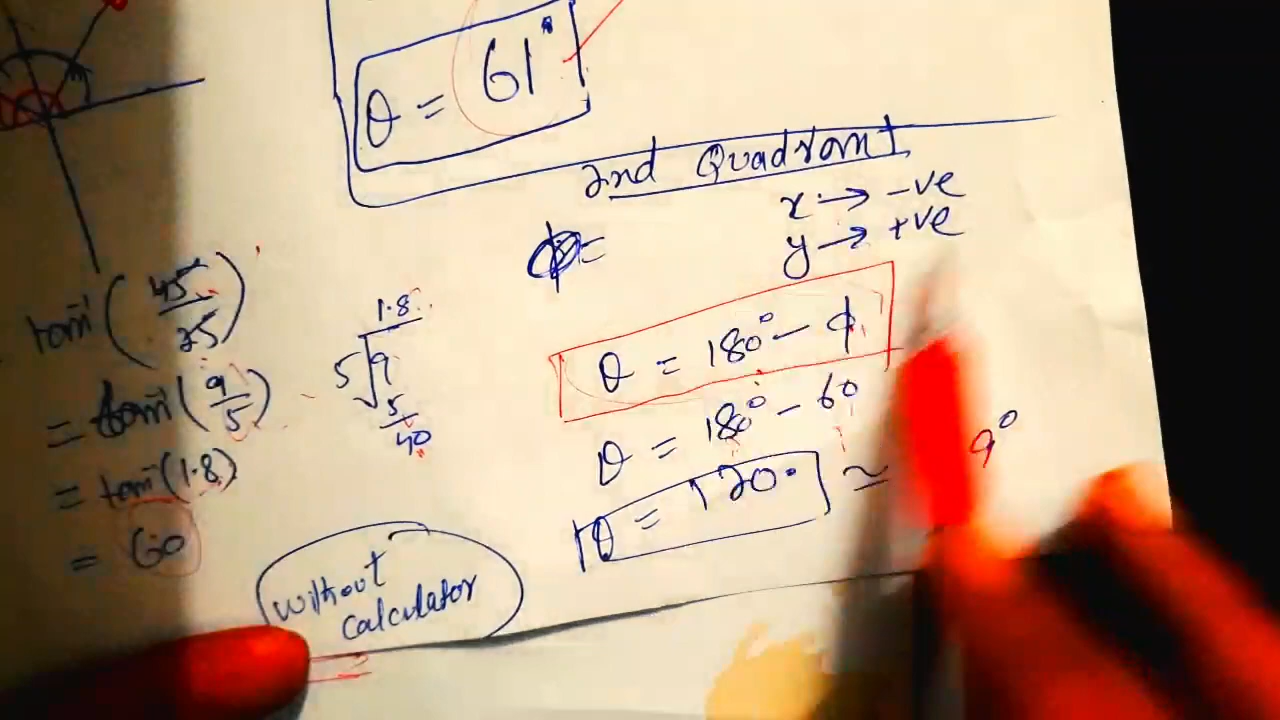 θ = 61°
2nd Quadrant
x → -ve
y → +ve
φ =
θ = 180° - φ
θ = 180° - 60
θ = 120° ≃
9°
tan⁻¹(45/25)
= tan⁻¹(9/5)
= tan⁻¹(1.8)
= 60
1.8
5√9
5
40
without
calculator